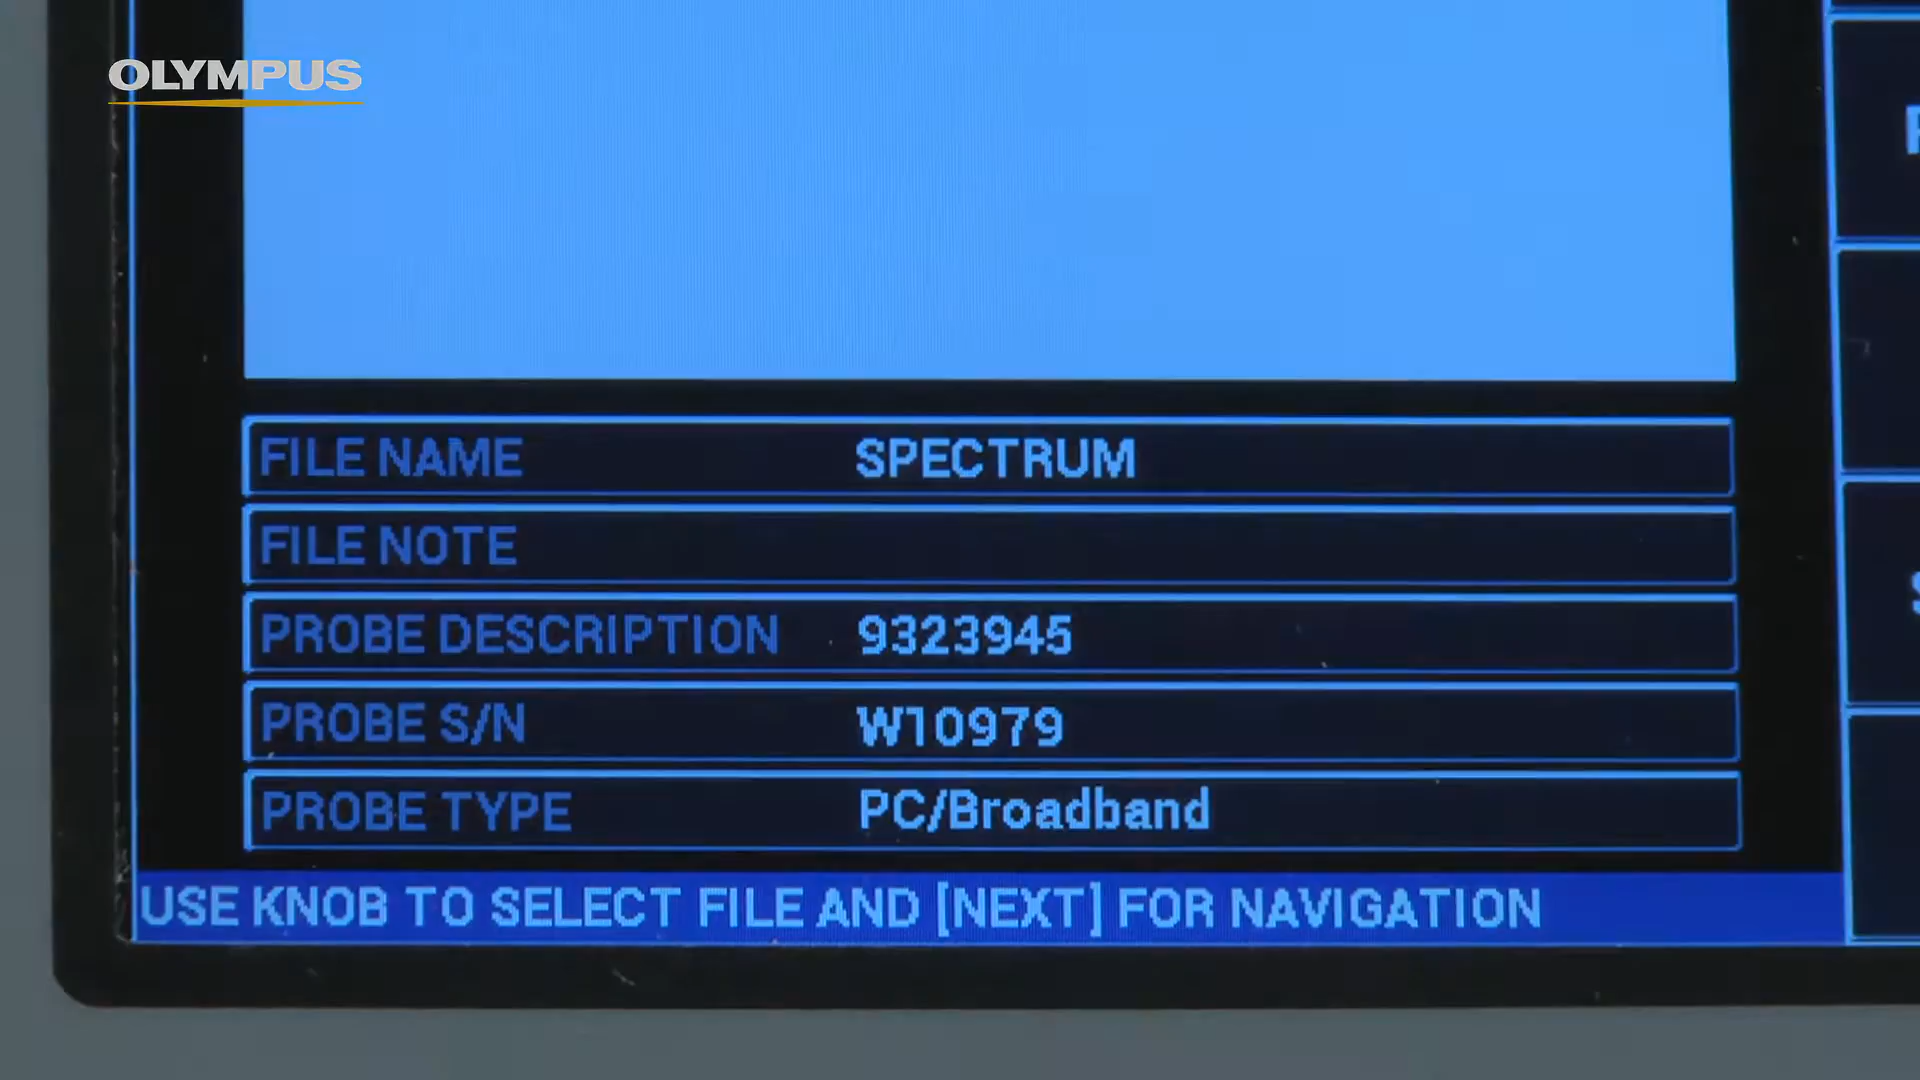 OLYMPUS
FILE NAME SPECTRUM
FILE NOTE
PROBE DESCRIPTION 9323945
PROBE S/N W10979
PROBE TYPE PC/Broadband
USE KNOB TO SELECT FILE AND [NEXT] FOR NAVIGATION